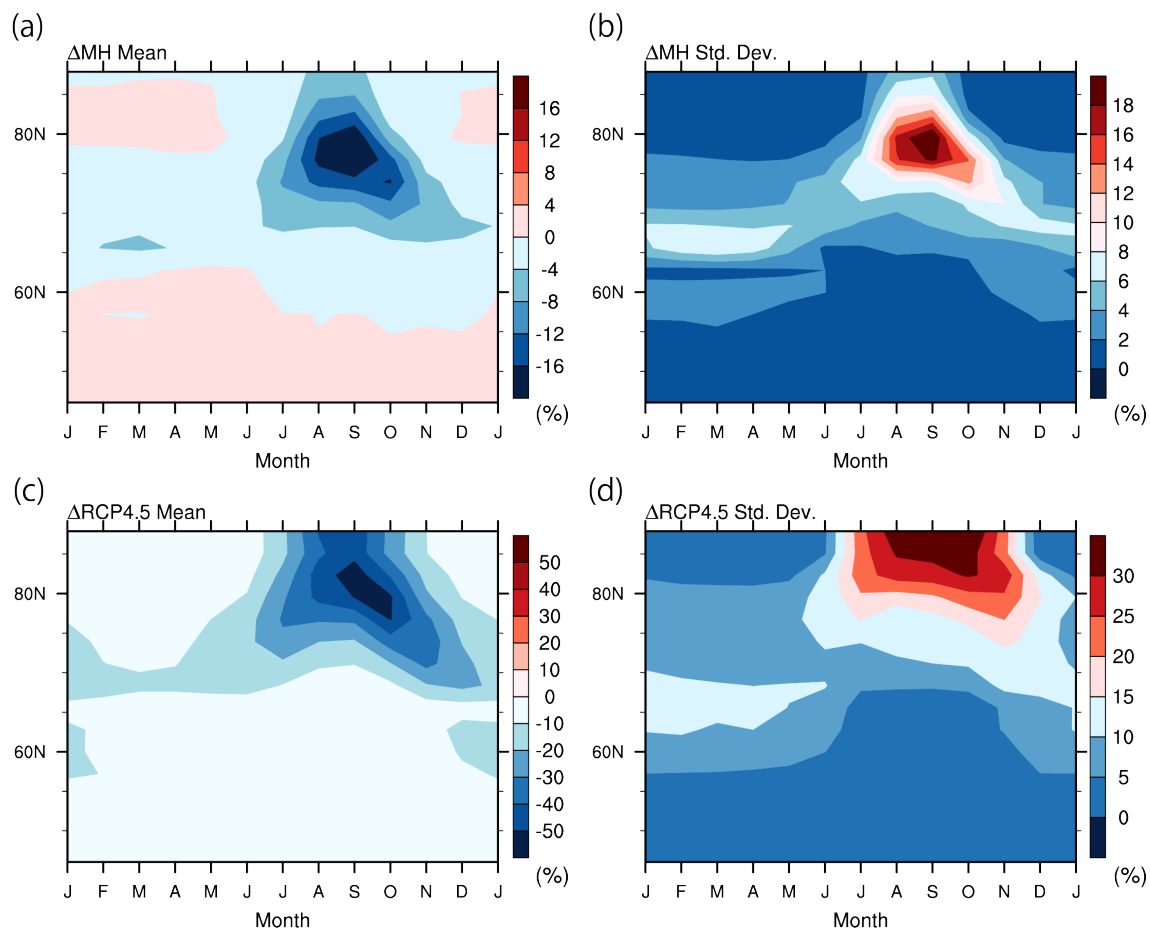 (a)
ΔMH Mean
80N
60N
J F M A M J J A S O N D J
Month
16
12
8
4
0
-4
-8
-12
-16
(%)
(b)
ΔMH Std. Dev.
J F M A M J J A S O N D J
Month
18
16
14
12
10
8
6
4
2
0
(%)
80N
60N
(c)
ΔRCP4.5 Mean
80N
60N
J F M A M J J A S O N D J
Month
50
40
30
20
10
0
-10
-20
-30
-40
-50
(%)
(d)
ΔRCP4.5 Std. Dev.
80N
60N
J F M A M J J A S O N D J
Month
30
25
20
15
10
5
0
(%)